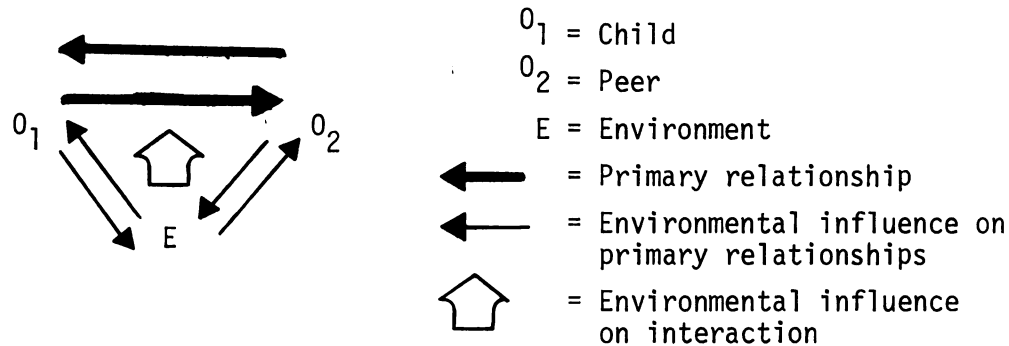 O1
O2
E
O1 = Child
O2 = Peer
E = Environment
= Primary relationship
= Environmental influence on
primary relationships
= Environmental influence
on interaction